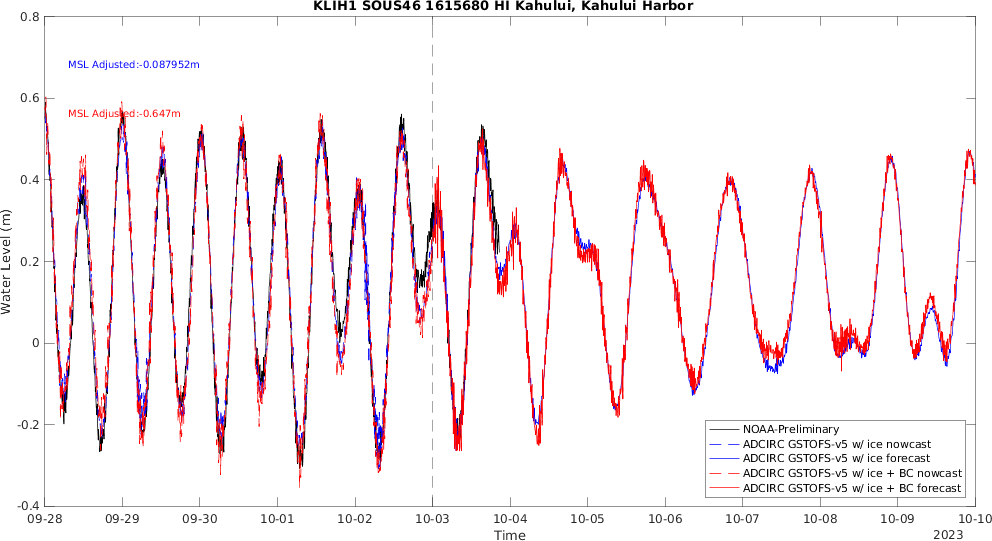 KLIH1 SOUS46 1615680 HI Kahului, Kahului Harbor
0.8
0.6
0.4
0.2
0
-0.2
-0.4
Water Level (m)
MSL Adjusted:-0.087952m
MSL Adjusted:-0.647m
NOAA-Preliminary
ADCIRC GSTOFS-v5 w/ ice nowcast
ADCIRC GSTOFS-v5 w/ ice forecast
ADCIRC GSTOFS-v5 w/ ice + BC nowcast
ADCIRC GSTOFS-v5 w/ ice + BC forecast
09-28 09-29 09-30 10-01 10-02 10-03 10-04 10-05 10-06 10-07 10-08 10-09 10-10
Time
2023